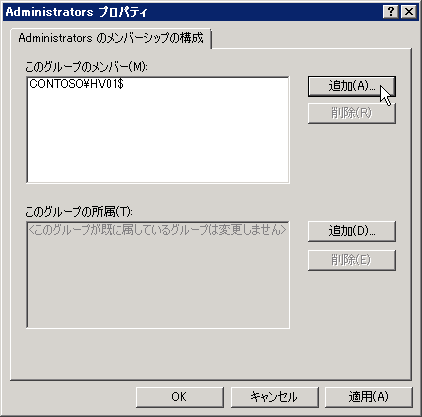 Administrators プロパティ
Administrators のメンバーシップの構成
このグループのメンバー(M):
CONTOSO¥HV01$
追加(A)...
削除(R)
このグループの所属(T):
<このグループが既に属しているグループは変更しません>
追加(D)...
削除(E)
OK
キャンセル
適用(A)